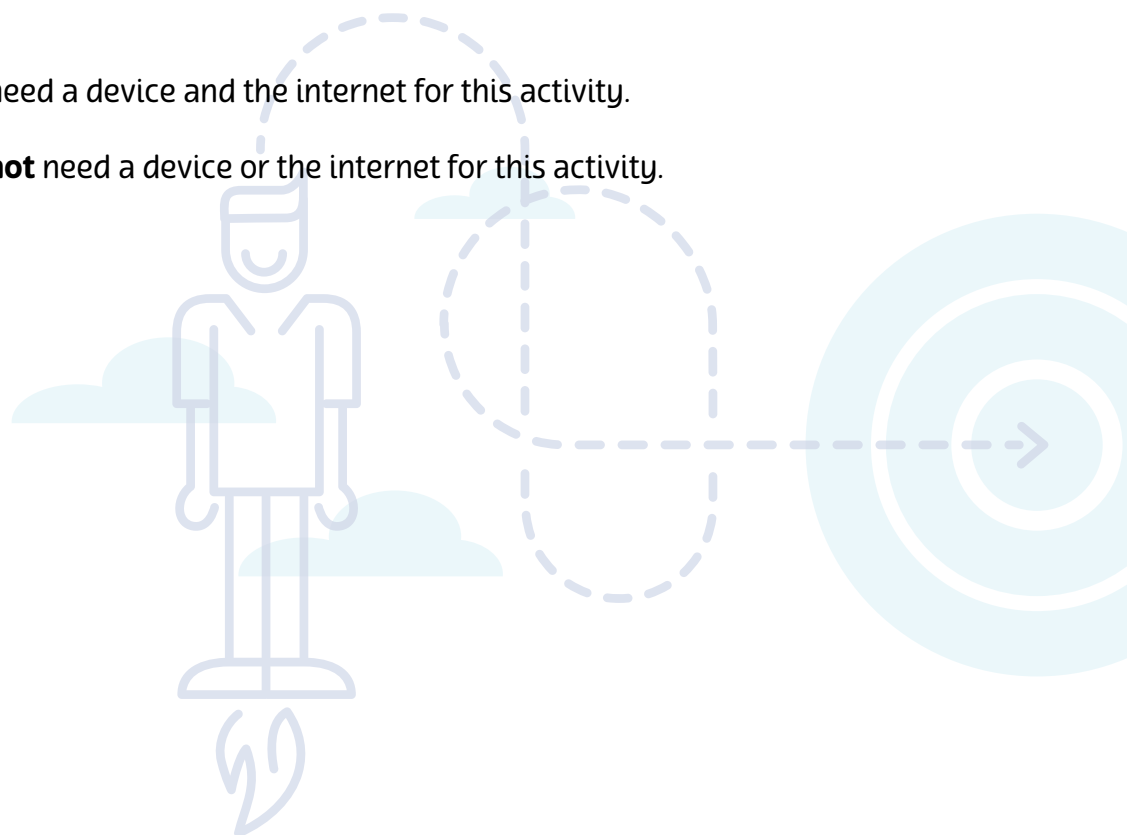 need a device and the internet for this activity.
not need a device or the internet for this activity.